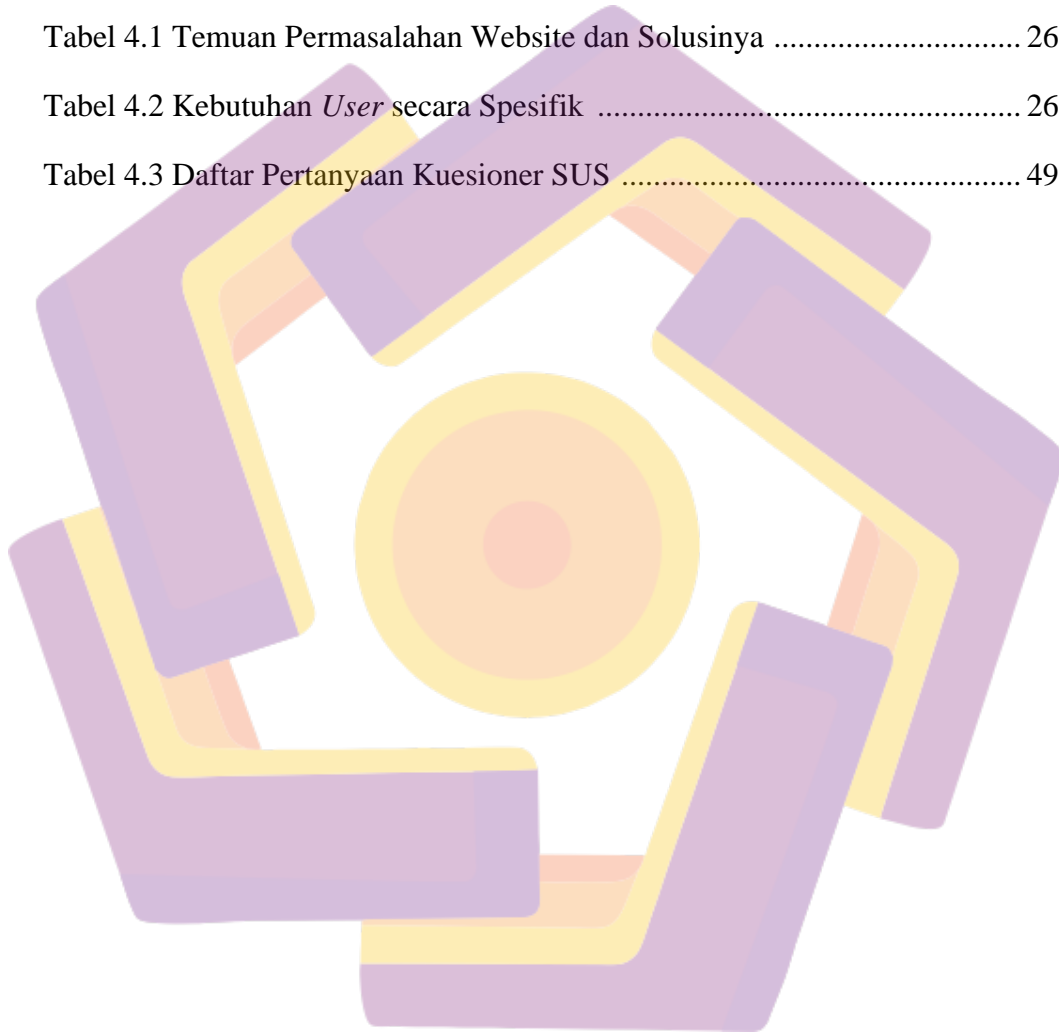 Tabel 4.1 Temuan Permasalahan Website dan Solusinya ............................. 26
Tabel 4.2 Kebutuhan User secara Spesifik .................................................... 26
Tabel 4.3 Daftar Pertanyaan Kuesioner SUS ................................................. 49